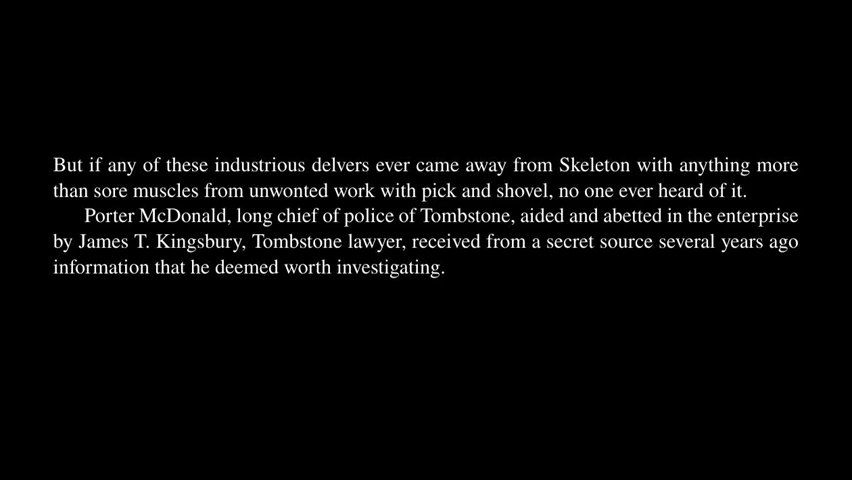 But if any of these industrious delvers ever came away from Skeleton with anything more
than sore muscles from unwonted work with pick and shovel, no one ever heard of it.
Porter McDonald, long chief of police of Tombstone, aided and abetted in the enterprise
by James T. Kingsbury, Tombstone lawyer, received from a secret source several years ago
information that he deemed worth investigating.